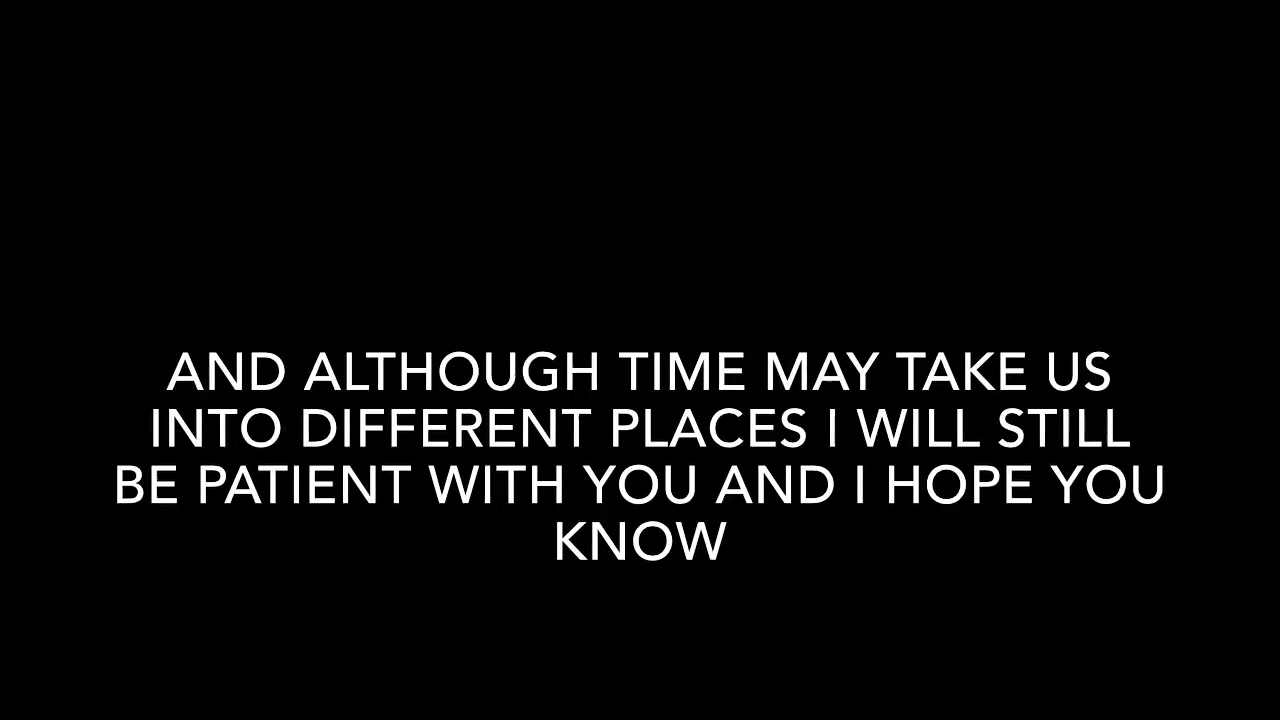 AND ALTHOUGH TIME MAY TAKE US
INTO DIFFERENT PLACES I WILL STILL
BE PATIENT WITH YOU AND I HOPE YOU
KNOW